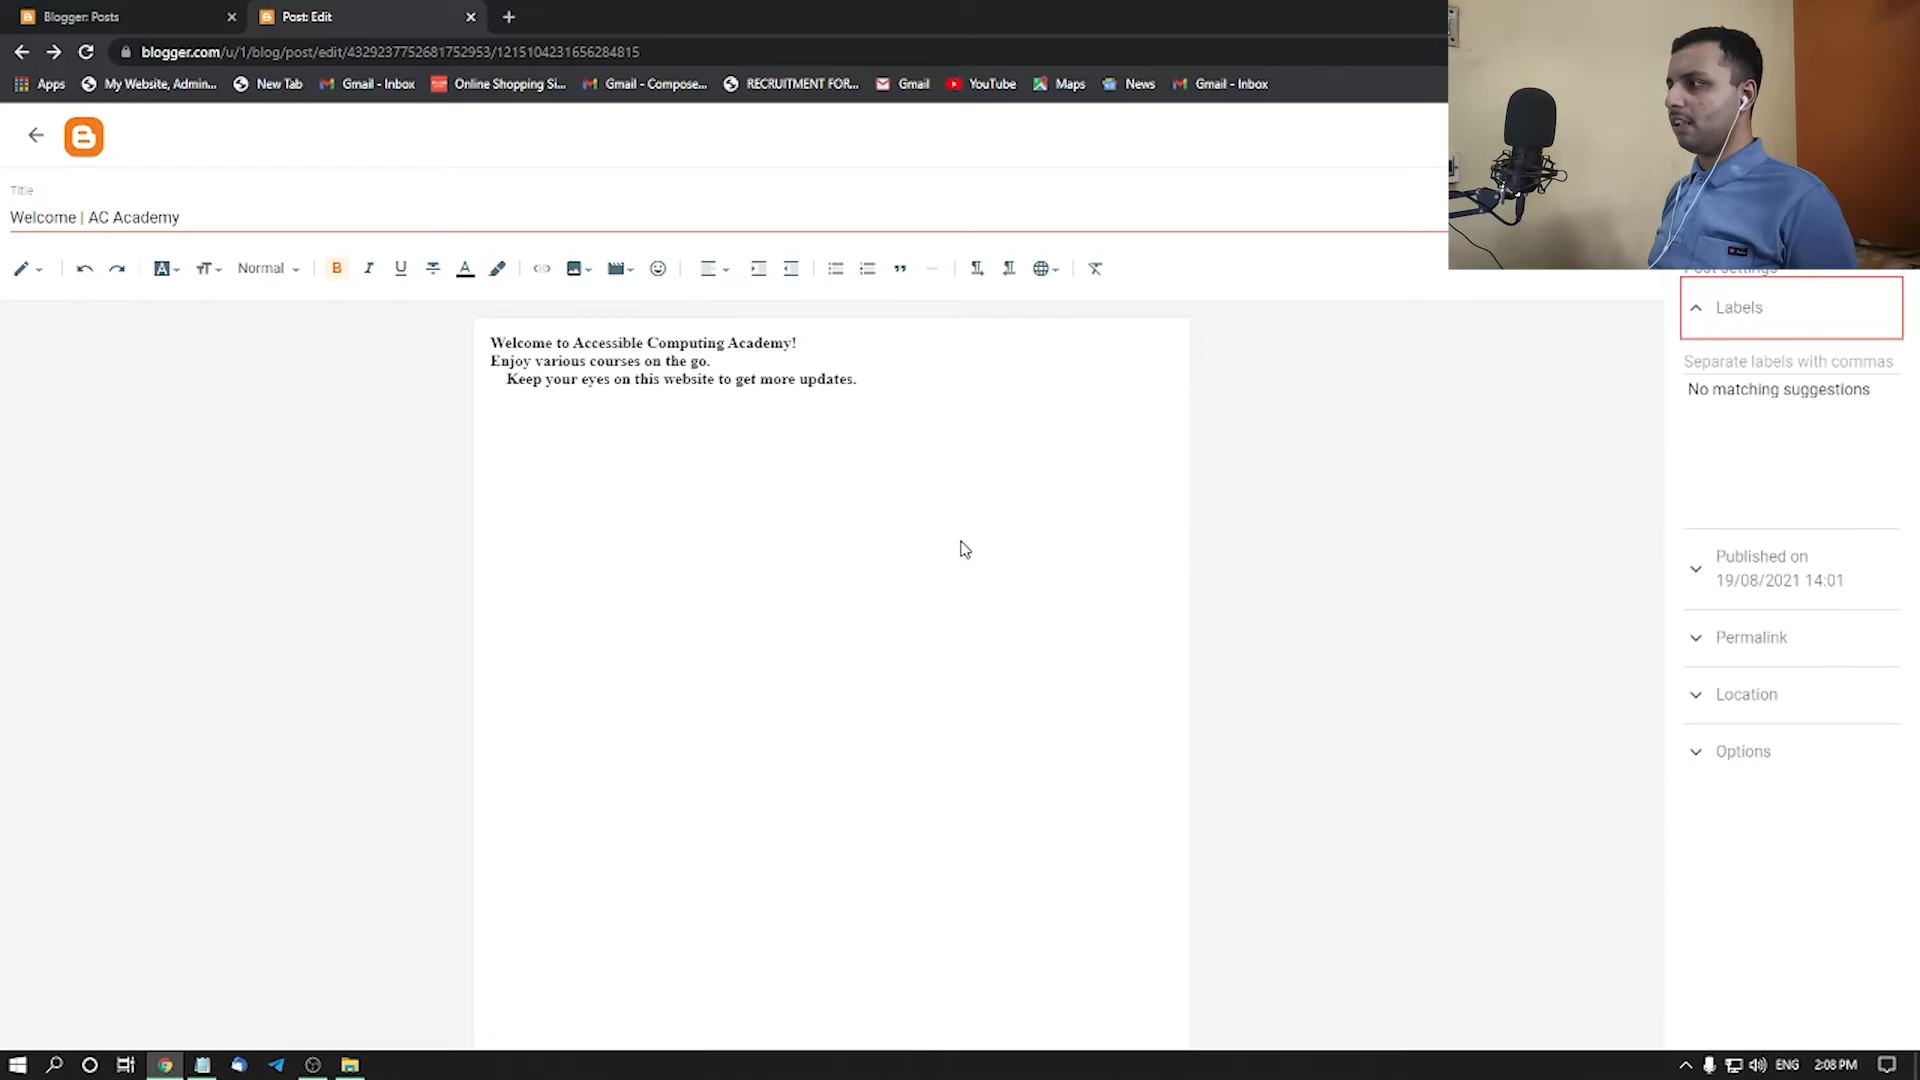 Blogger: Posts
Post: Edit
blogger.com/u/1/blog/post/edit/4329237752681752953/1215104231656284815
Apps
My Website, Admin...
New Tab
Gmail - Inbox
Online Shopping Si...
Gmail - Compose...
RECRUITMENT FOR...
Gmail
YouTube
Maps
News
Gmail - Inbox
Title
Welcome | AC Academy
Normal
Post settings
Labels
Separate labels with commas
No matching suggestions
Welcome to Accessible Computing Academy!
Enjoy various courses on the go.
Keep your eyes on this website to get more updates.
Published on
19/08/2021 14:01
Permalink
Location
Options
ENG
2:08 PM